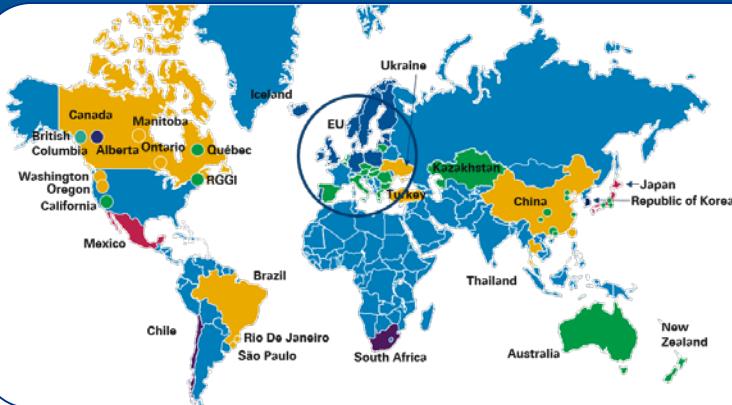 Ukraine
Iceland
Canada
Manitoba
EU
British
Columbia
Alberta
Ontario
Québec
Kazakhstan
Washington
Oregon
RGGI
Turkey
China
Japan
Republic of Korea
California
Mexico
Brazil
Thailand
Chile
Rio De Janeiro
São Paulo
South Africa
Australia
New
Zealand